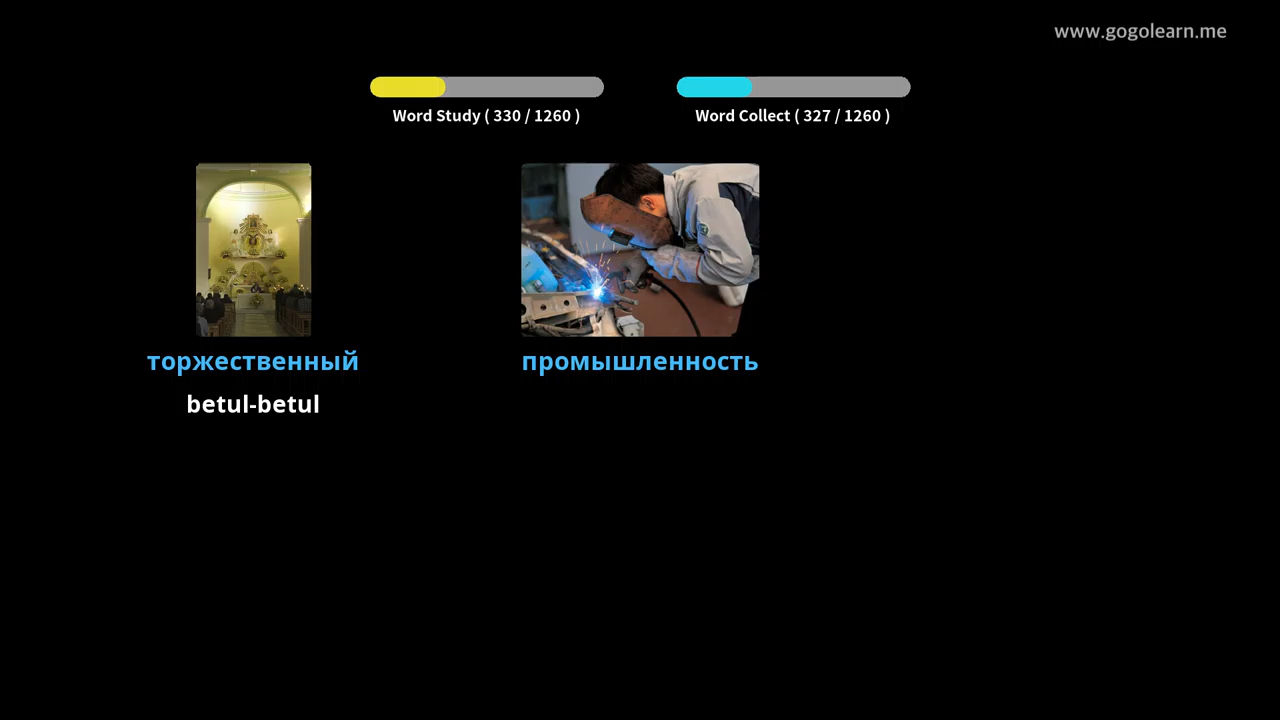 www.gogolearn.me
Word Study ( 330 / 1260 )
Word Collect ( 327 / 1260 )
торжественный
промышленность
betul-betul